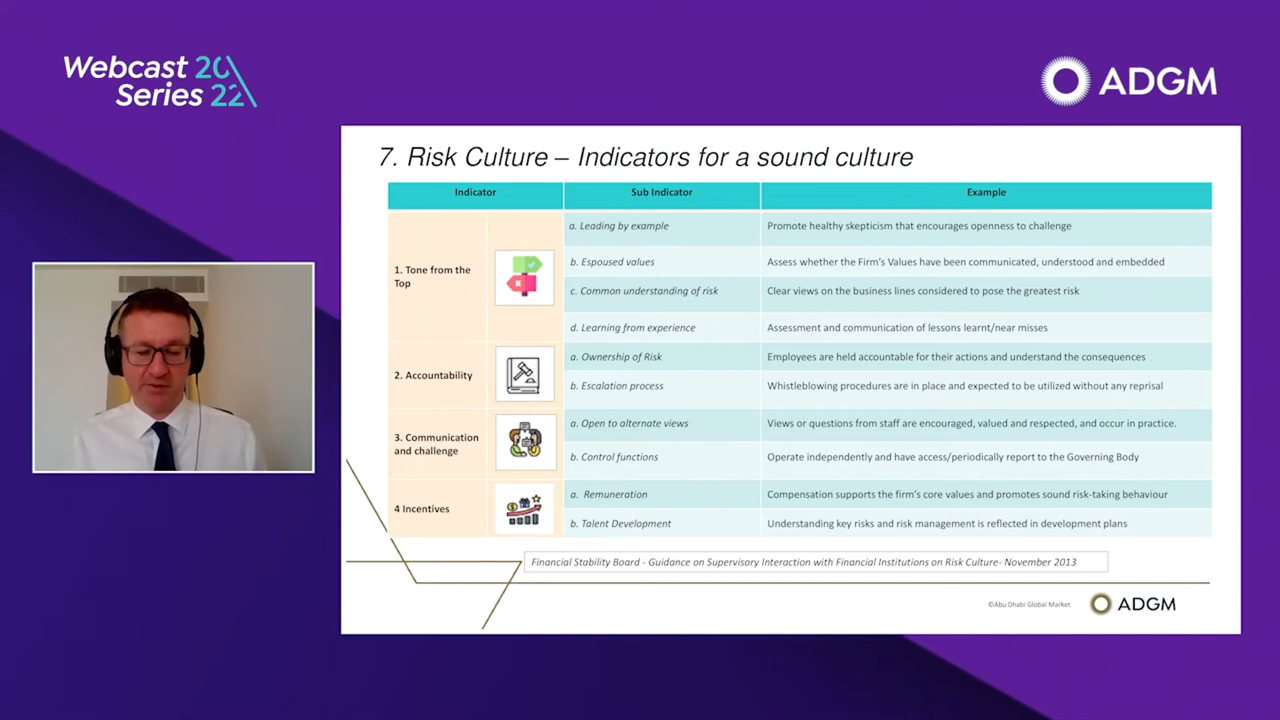 Webcast 20
Series 22
ADGM
7. Risk Culture – Indicators for a sound culture
Indicator
Sub Indicator
Example
1. Tone from the
Top
a. Leading by example
Promote healthy skepticism that encourages openness to challenge
b. Espoused values
Assess whether the Firm's Values have been communicated, understood and embedded
c. Common understanding of risk
Clear views on the business lines considered to pose the greatest risk
d. Learning from experience
Assessment and communication of lessons learnt/near misses
2. Accountability
a. Ownership of Risk
Employees are held accountable for their actions and understand the consequences
b. Escalation process
Whistleblowing procedures are in place and expected to be utilized without any reprisal
3. Communication
and challenge
a. Open to alternate views
Views or questions from staff are encouraged, valued and respected, and occur in practice.
b. Control functions
Operate independently and have access/periodically report to the Governing Body
4 Incentives
a. Remuneration
Compensation supports the firm's core values and promotes sound risk-taking behaviour
b. Talent Development
Understanding key risks and risk management is reflected in development plans
Financial Stability Board - Guidance on Supervisory Interaction with Financial Institutions on Risk Culture- November 2013
©Abu Dhabi Global Market
ADGM